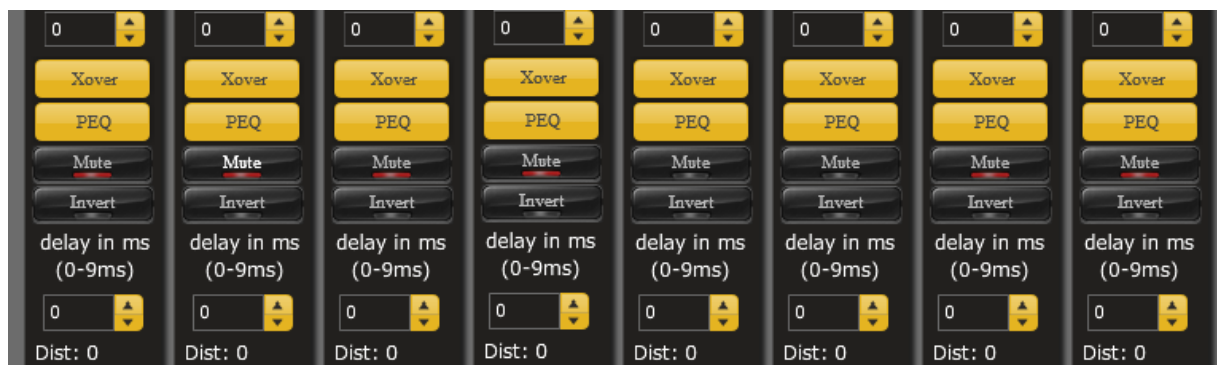 0 0 0 0 0 0 0 0
Xover Xover Xover Xover Xover Xover Xover Xover
PEQ PEQ PEQ PEQ PEQ PEQ PEQ PEQ
Mute Mute Mute Mute Mute Mute Mute Mute
Invert Invert Invert Invert Invert Invert Invert Invert
delay in ms delay in ms delay in ms delay in ms delay in ms delay in ms delay in ms delay in ms
(0-9ms) (0-9ms) (0-9ms) (0-9ms) (0-9ms) (0-9ms) (0-9ms) (0-9ms)
0 0 0 0 0 0 0 0
Dist: 0 Dist: 0 Dist: 0 Dist: 0 Dist: 0 Dist: 0 Dist: 0 Dist: 0